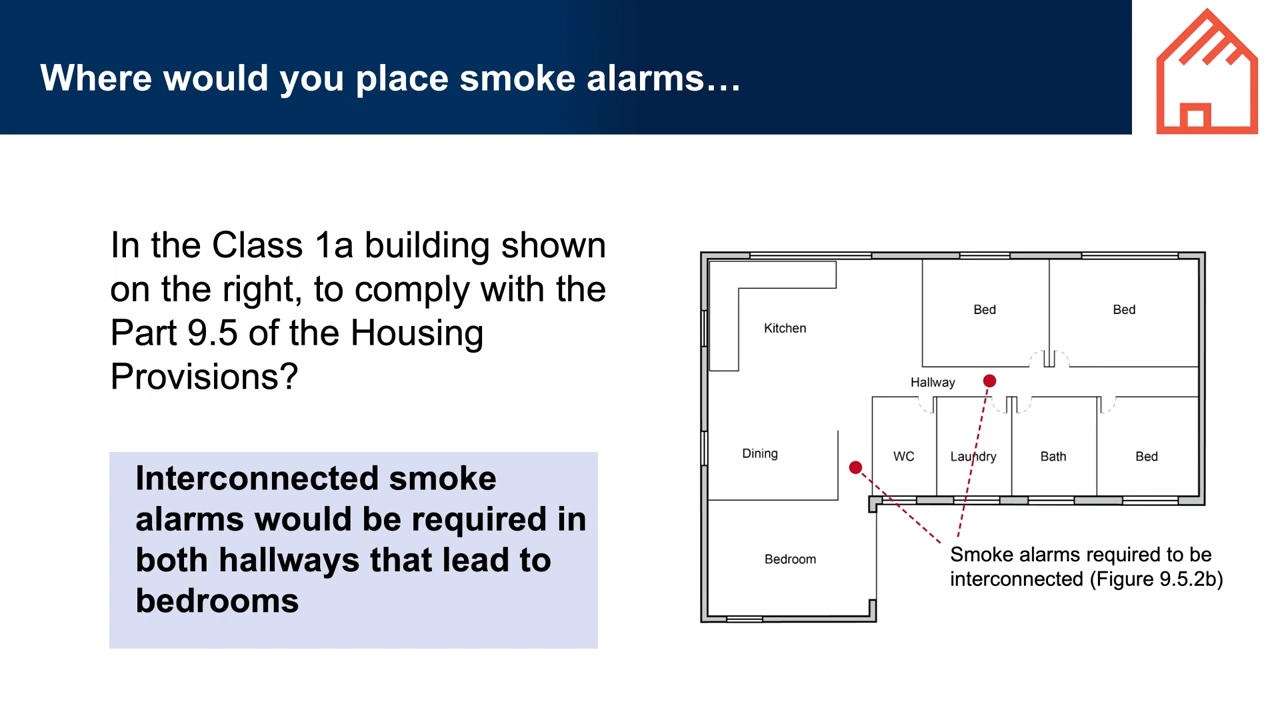 Where would you place smoke alarms…
In the Class 1a building shown
on the right, to comply with the
Part 9.5 of the Housing
Provisions?
Interconnected smoke
alarms would be required in
both hallways that lead to
bedrooms
Kitchen
Bed
Bed
Hallway
Dining
WC
Laundry
Bath
Bed
Bedroom
Smoke alarms required to be
interconnected (Figure 9.5.2b)